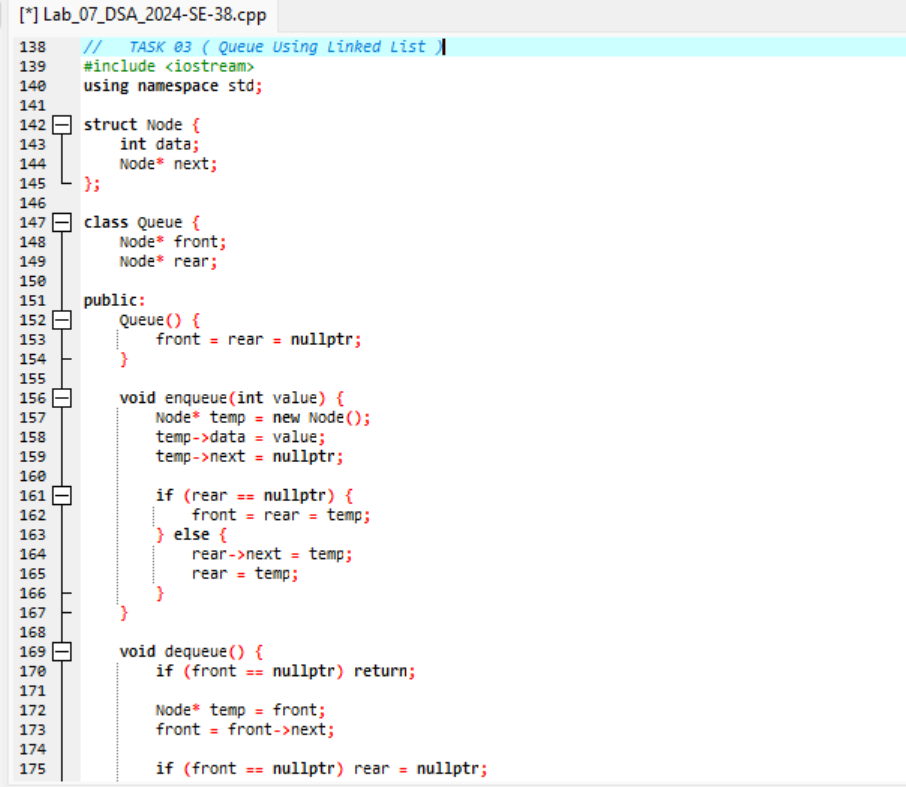 [*] Lab_07_DSA_2024-SE-38.cpp
138 //   TASK 03 ( Queue Using Linked List )
139 #include <iostream>
140 using namespace std;
141
142 struct Node {
143     int data;
144     Node* next;
145 };
146
147 class Queue {
148     Node* front;
149     Node* rear;
150
151 public:
152     Queue() {
153         front = rear = nullptr;
154     }
155
156     void enqueue(int value) {
157         Node* temp = new Node();
158         temp->data = value;
159         temp->next = nullptr;
160
161         if (rear == nullptr) {
162             front = rear = temp;
163         } else {
164             rear->next = temp;
165             rear = temp;
166         }
167     }
168
169     void dequeue() {
170         if (front == nullptr) return;
171
172         Node* temp = front;
173         front = front->next;
174
175         if (front == nullptr) rear = nullptr;